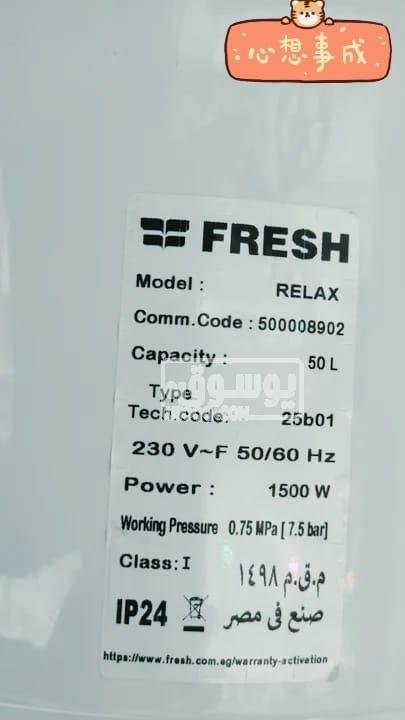 心想事成
FRESH
Model : RELAX
Comm.Code : 500008902
Capacity : 50 L
يوسوقى
Type
Tech.code: 25b01
230 V~F 50/60 Hz
Power : 1500 W
Working Pressure 0.75 MPa [ 7.5 bar]
Class: I م.ق.م ١٤٩٨
IP24 صنع فى مصر
https://www.fresh.com.eg/warranty-activation